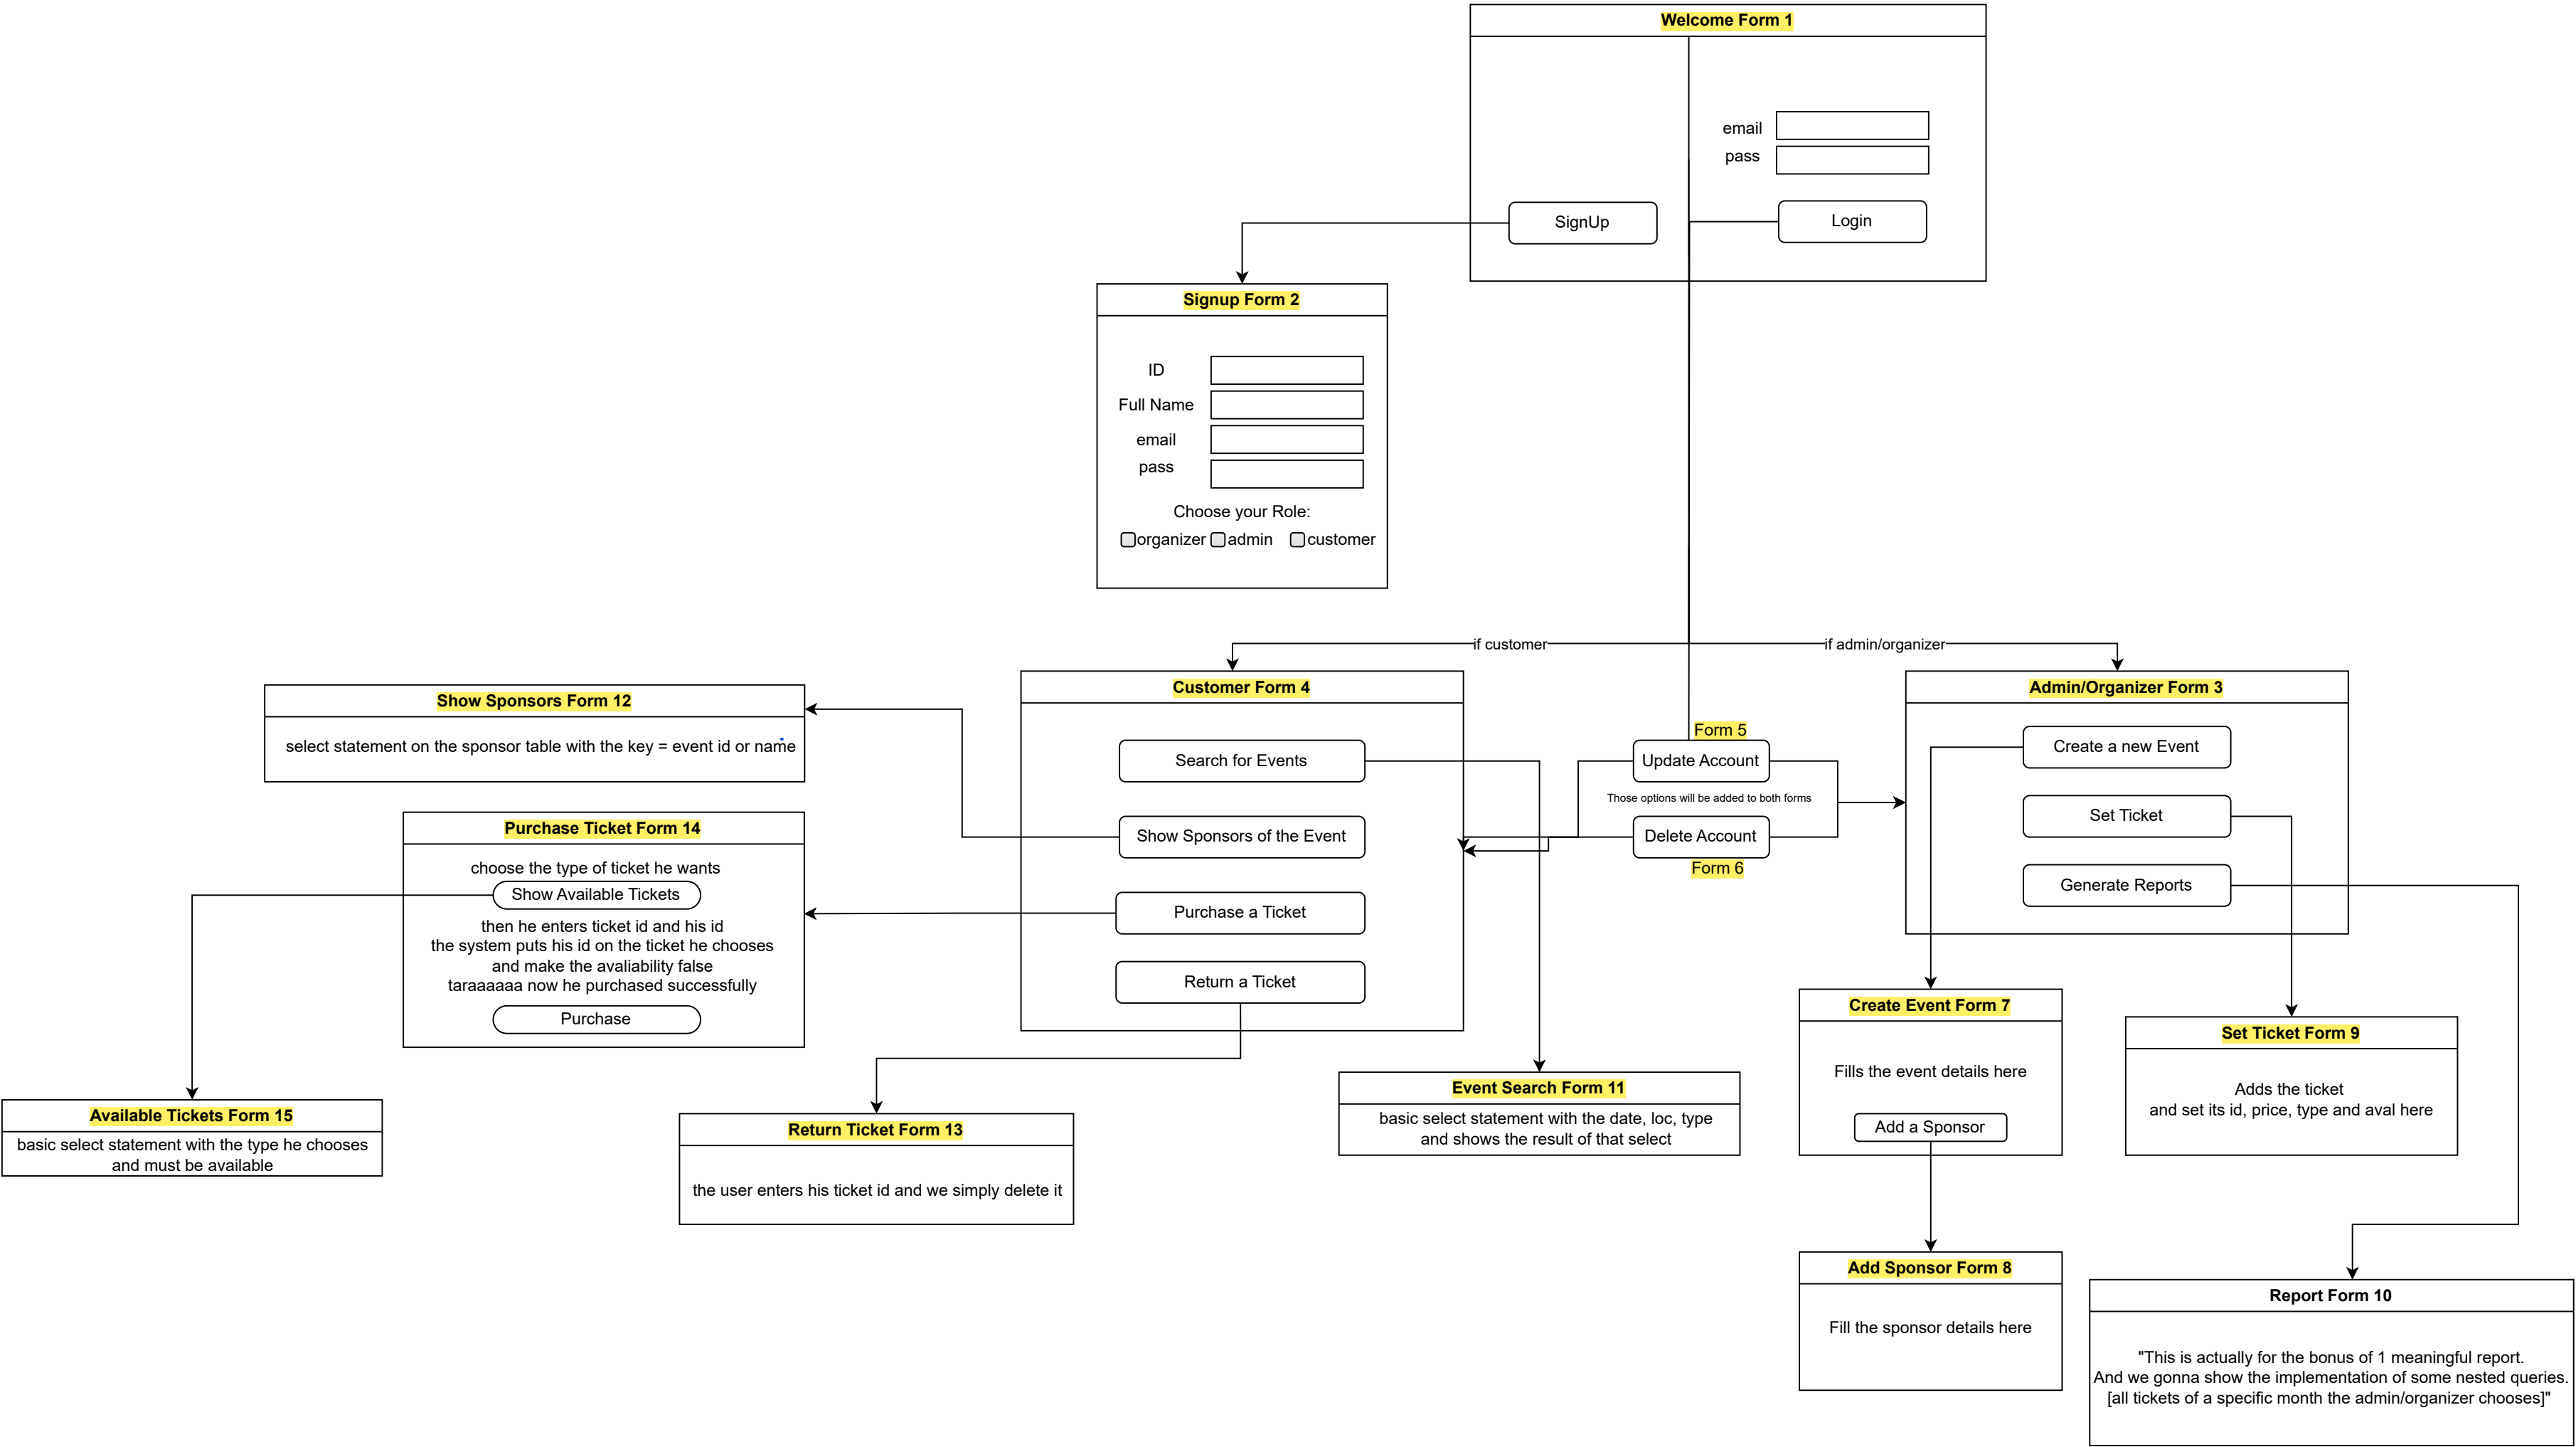 Welcome Form 1
email
pass
SignUp
Login
Signup Form 2
ID
Full Name
email
pass
Choose your Role:
organizer
admin
customer
if customer
if admin/organizer
Show Sponsors Form 12
select statement on the sponsor table with the key = event id or name
Customer Form 4
Search for Events
Show Sponsors of the Event
Purchase a Ticket
Return a Ticket
Form 5
Update Account
Those options will be added to both forms
Delete Account
Form 6
Admin/Organizer Form 3
Create a new Event
Set Ticket
Generate Reports
Purchase Ticket Form 14
choose the type of ticket he wants
Show Available Tickets
then he enters ticket id and his id
the system puts his id on the ticket he chooses
and make the avaliability false
taraaaaaa now he purchased successfully
Purchase
Available Tickets Form 15
basic select statement with the type he chooses
and must be available
Return Ticket Form 13
the user enters his ticket id and we simply delete it
Event Search Form 11
basic select statement with the date, loc, type
and shows the result of that select
Create Event Form 7
Fills the event details here
Add a Sponsor
Set Ticket Form 9
Adds the ticket
and set its id, price, type and aval here
Add Sponsor Form 8
Fill the sponsor details here
Report Form 10
"This is actually for the bonus of 1 meaningful report.
And we gonna show the implementation of some nested queries.
[all tickets of a specific month the admin/organizer chooses]"